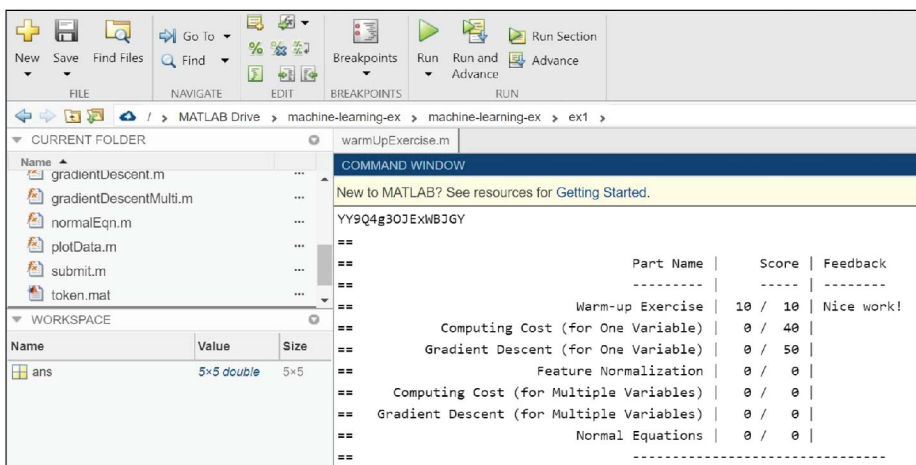 New
Save
Find Files
Go To
Find
FILE
NAVIGATE
EDIT
Breakpoints
BREAKPOINTS
Run
Run and
Advance
Run Section
Advance
RUN
/ > MATLAB Drive > machine-learning-ex > machine-learning-ex > ex1 >
CURRENT FOLDER
Name
gradientDescent.m
gradientDescentMulti.m
normalEqn.m
plotData.m
submit.m
token.mat
WORKSPACE
Name Value Size
ans 5×5 double 5×5
warmUpExercise.m
COMMAND WINDOW
New to MATLAB? See resources for Getting Started.
YY9Q4g3OJExWBJGY
==
== Part Name | Score | Feedback
== --------- | ----- | --------
== Warm-up Exercise | 10 / 10 | Nice work!
== Computing Cost (for One Variable) | 0 / 40 |
== Gradient Descent (for One Variable) | 0 / 50 |
== Feature Normalization | 0 / 0 |
== Computing Cost (for Multiple Variables) | 0 / 0 |
== Gradient Descent (for Multiple Variables) | 0 / 0 |
== Normal Equations | 0 / 0 |
== --------------------------------